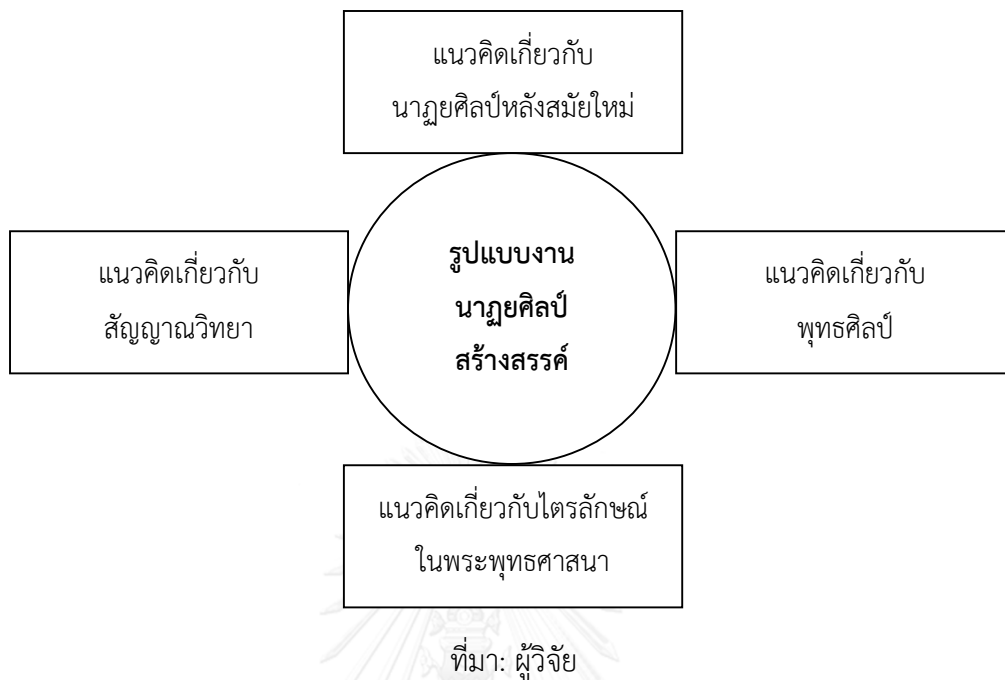 แนวคิดเกี่ยวกับ
นาฏยศิลป์หลังสมัยใหม่
แนวคิดเกี่ยวกับ
สัญญาณวิทยา
รูปแบบงาน
นาฏยศิลป์
สร้างสรรค์
แนวคิดเกี่ยวกับ
พุทธศิลป์
แนวคิดเกี่ยวกับไตรลักษณ์
ในพระพุทธศาสนา
ที่มา: ผู้วิจัย